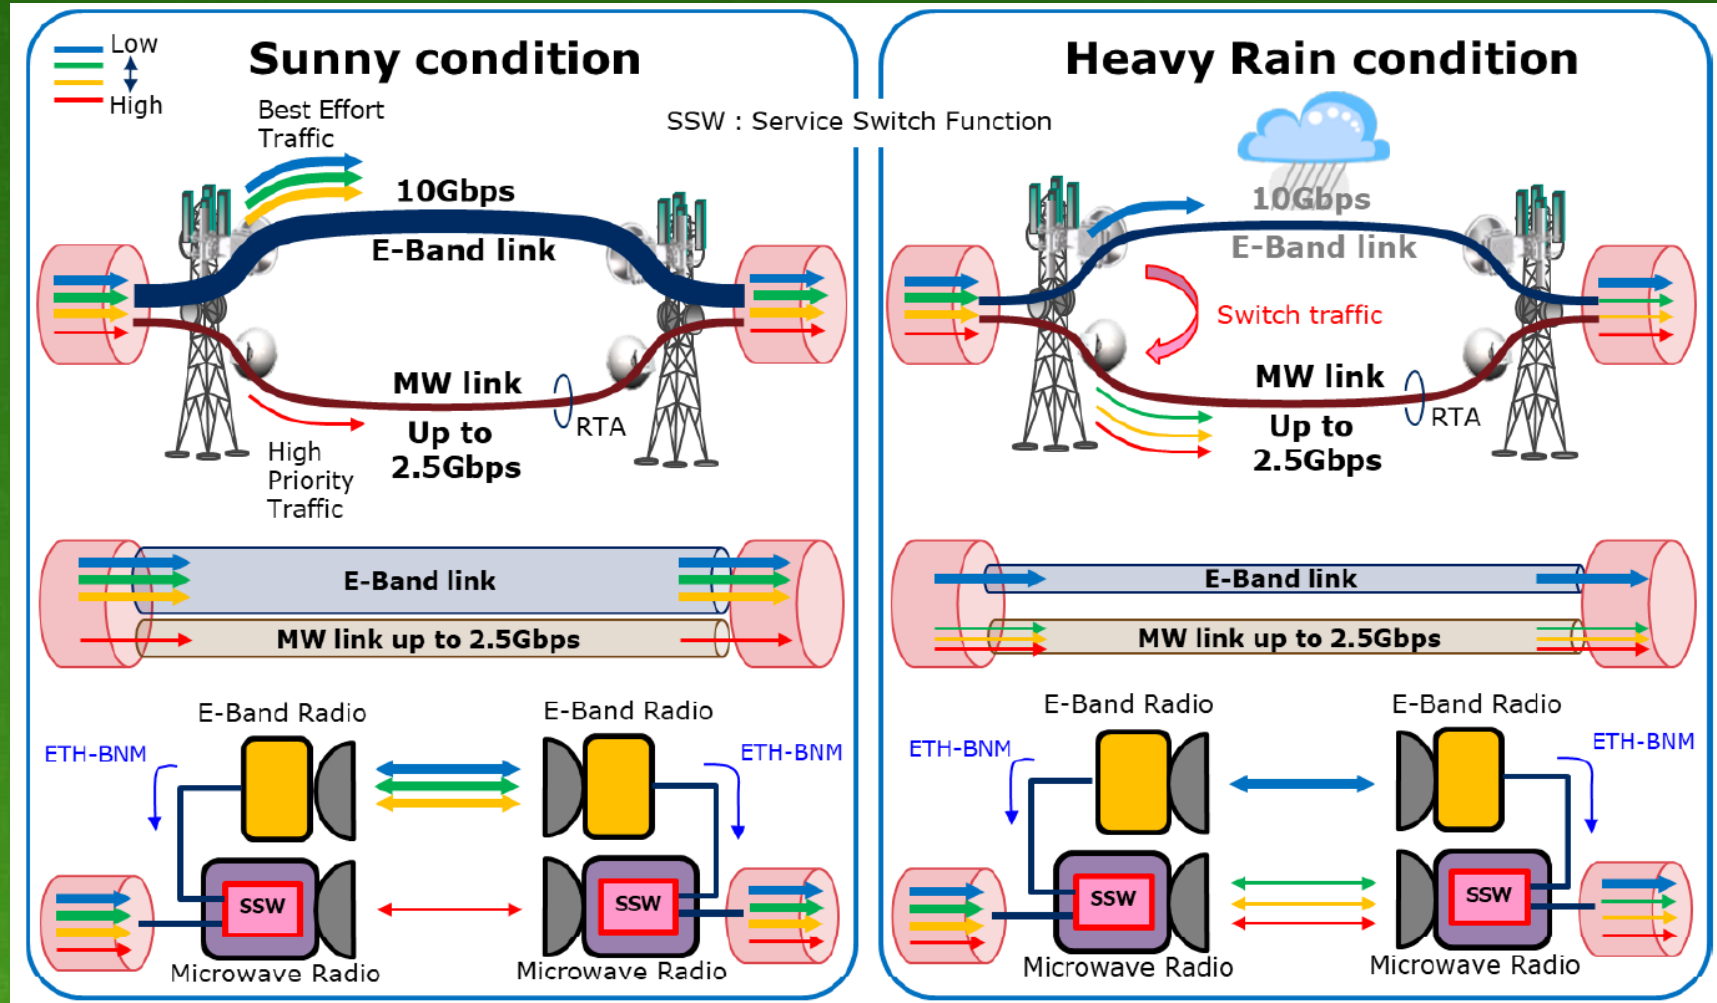 Low
High
Sunny condition
Best Effort
Traffic
10Gbps
E-Band link
MW link
RTA
Up to
2.5Gbps
High
Priority
Traffic
E-Band link
MW link up to 2.5Gbps
E-Band Radio
E-Band Radio
ETH-BNM
ETH-BNM
SSW
SSW
Microwave Radio
Microwave Radio
SSW : Service Switch Function
Heavy Rain condition
10Gbps
E-Band link
Switch traffic
MW link
RTA
Up to
2.5Gbps
E-Band link
MW link up to 2.5Gbps
E-Band Radio
E-Band Radio
ETH-BNM
ETH-BNM
SSW
SSW
Microwave Radio
Microwave Radio